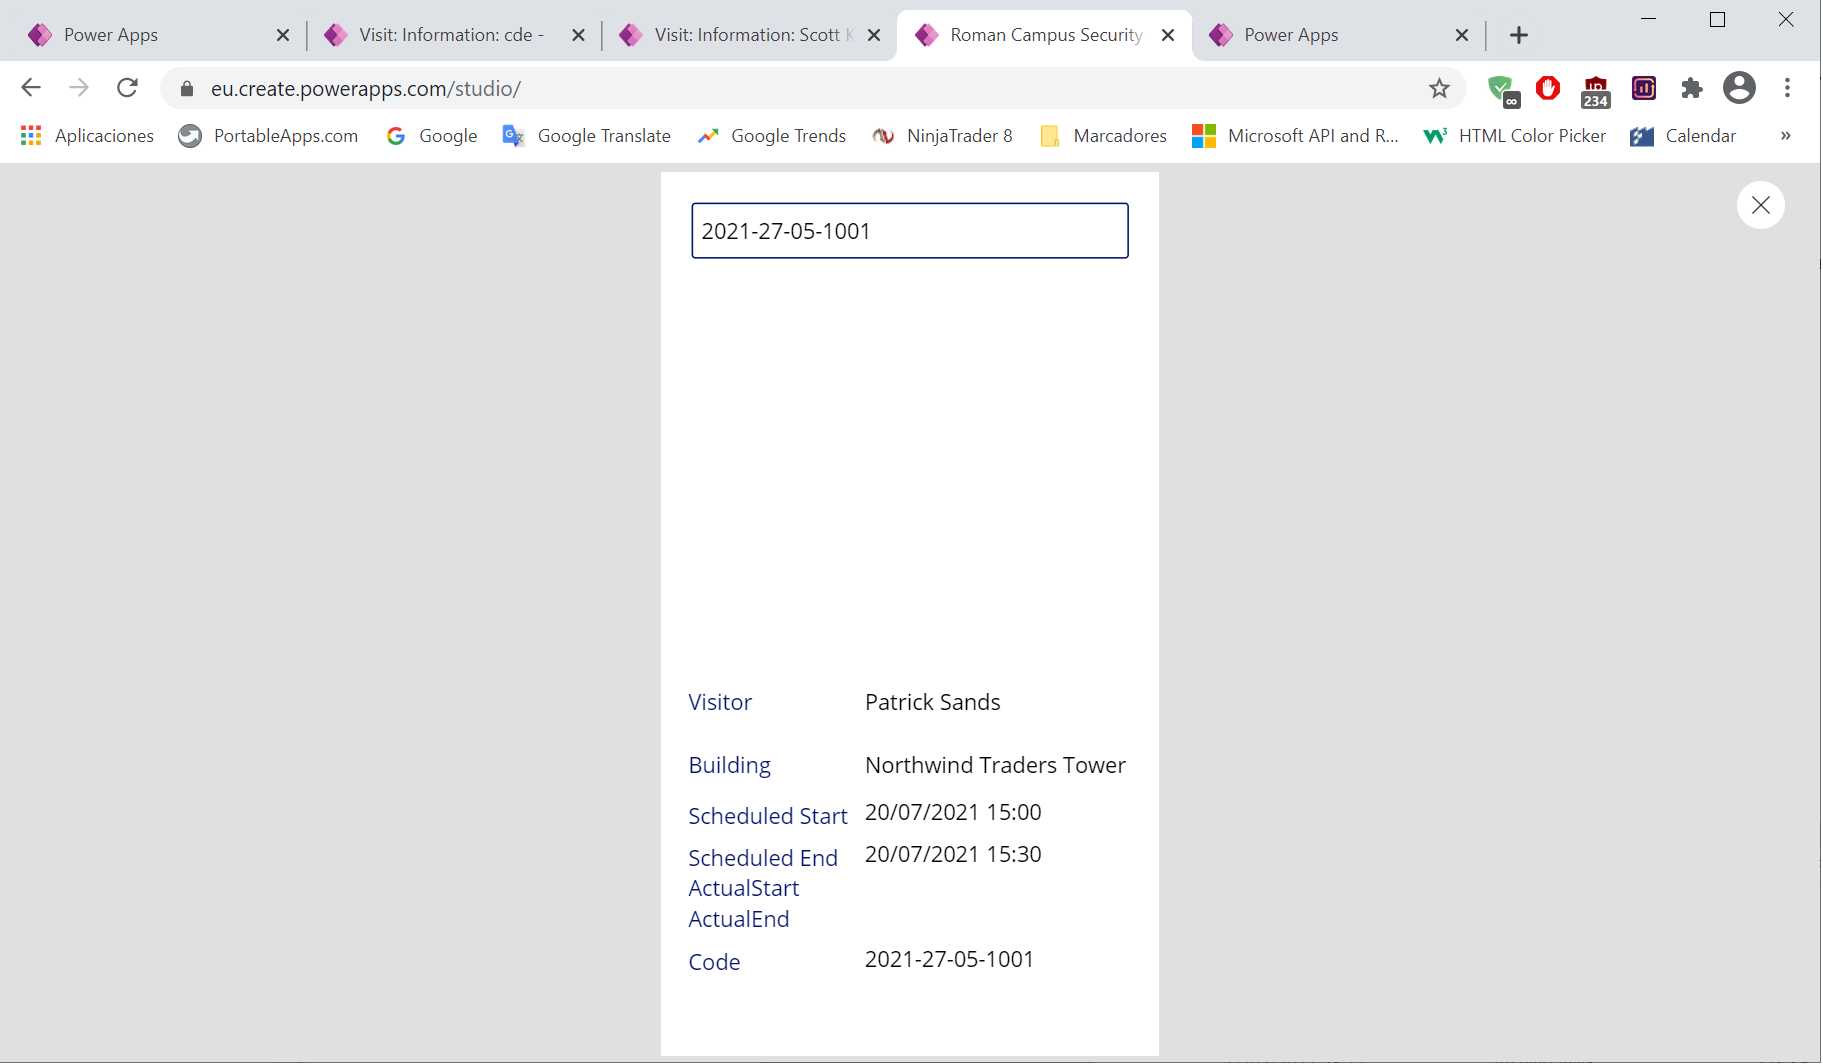 Power Apps
Visit: Information: cde -
Visit: Information: Scott K
Roman Campus Security
Power Apps
eu.create.powerapps.com/studio/
∞
234
Aplicaciones
PortableApps.com
Google
Google Translate
Google Trends
NinjaTrader 8
Marcadores
Microsoft API and R...
HTML Color Picker
Calendar
»
2021-27-05-1001
Visitor Patrick Sands
Building Northwind Traders Tower
Scheduled Start 20/07/2021 15:00
Scheduled End 20/07/2021 15:30
ActualStart
ActualEnd
Code 2021-27-05-1001